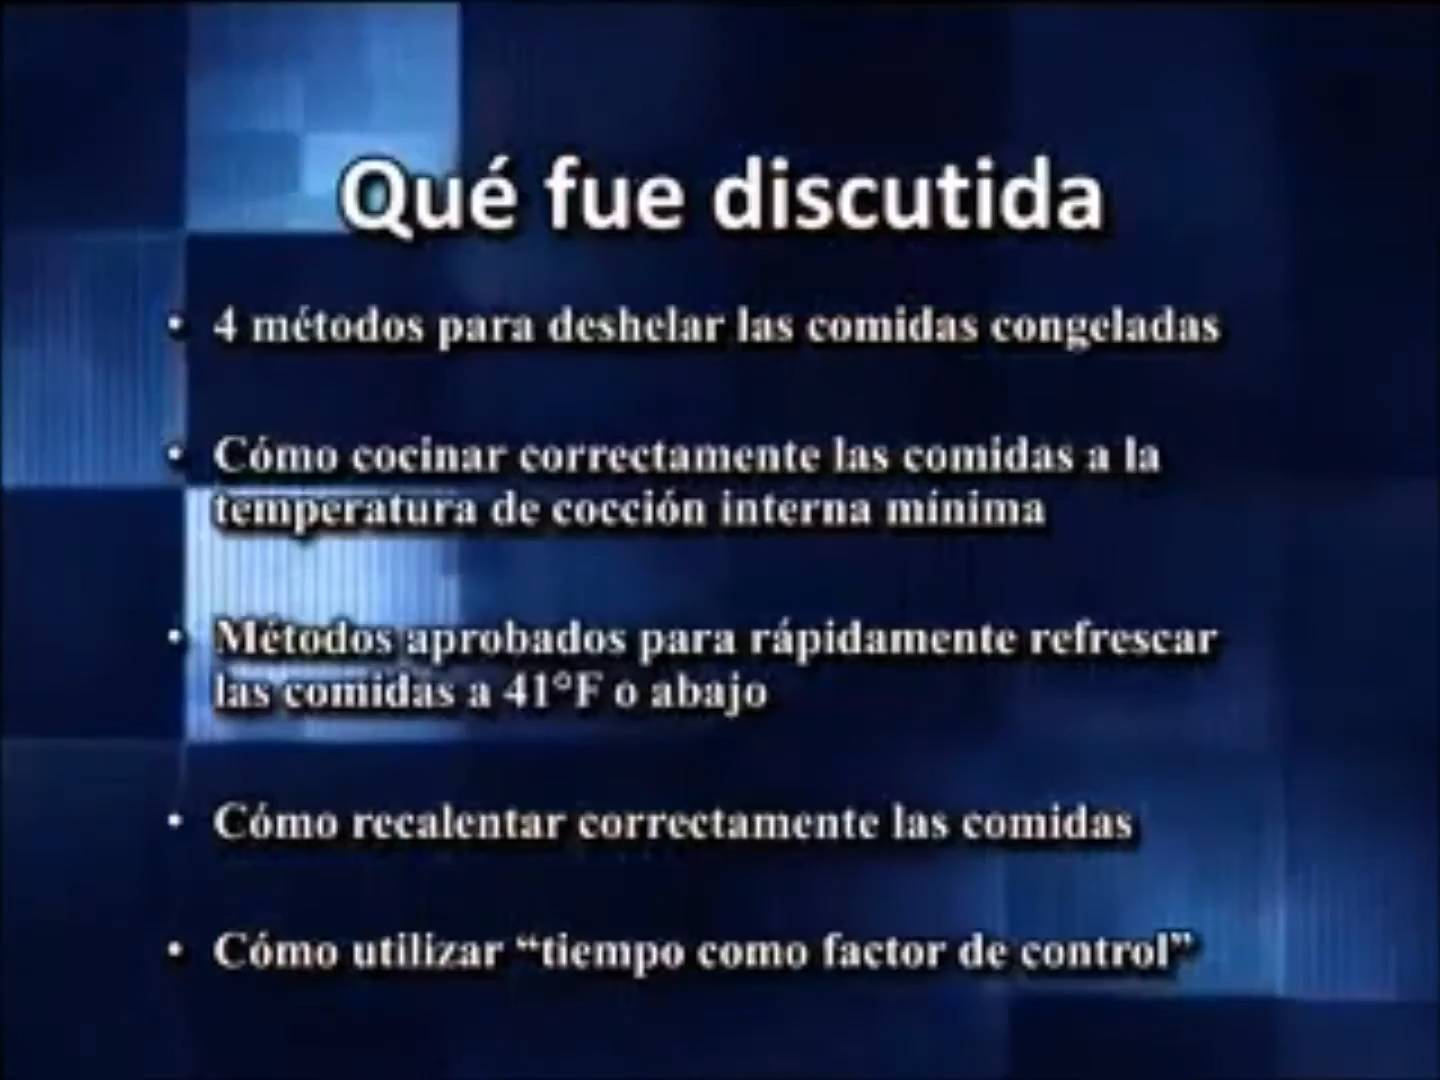 Qué fue discutida
• 4 métodos para deshelar las comidas congeladas
• Cómo cocinar correctamente las comidas a la
temperatura de cocción interna mínima
• Métodos aprobados para rápidamente refrescar
las comidas a 41°F o abajo
• Cómo recalentar correctamente las comidas
• Cómo utilizar “tiempo como factor de control”